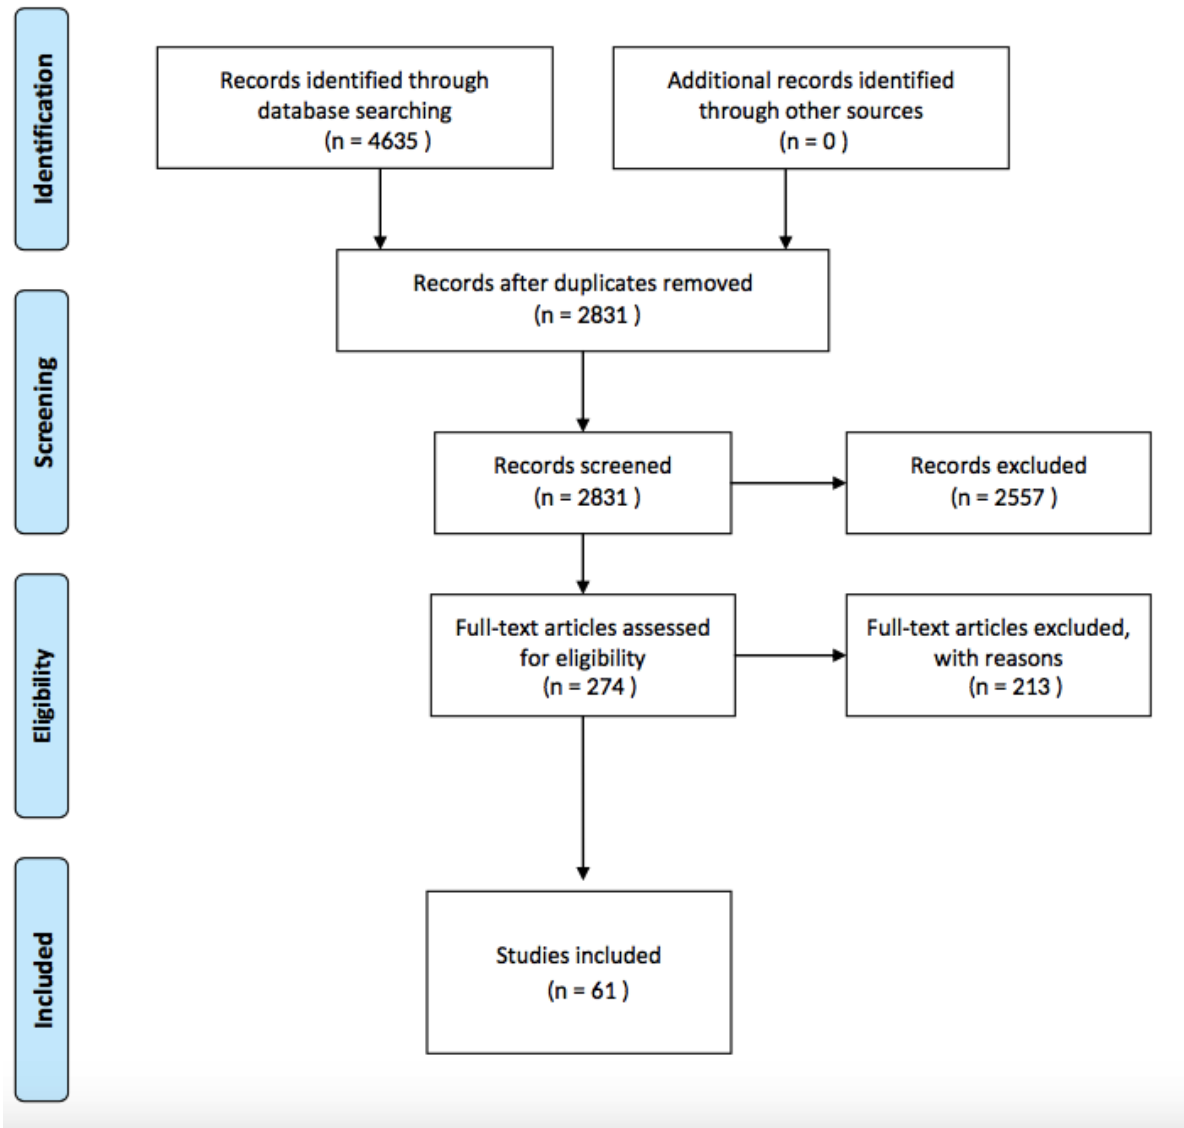 Identification
Records identified through
database searching
(n = 4635 )
Additional records identified
through other sources
(n = 0 )
Records after duplicates removed
(n = 2831 )
Screening
Records screened
(n = 2831 )
Records excluded
(n = 2557 )
Eligibility
Full-text articles assessed
for eligibility
(n = 274 )
Full-text articles excluded,
with reasons
(n = 213 )
Included
Studies included
(n = 61 )